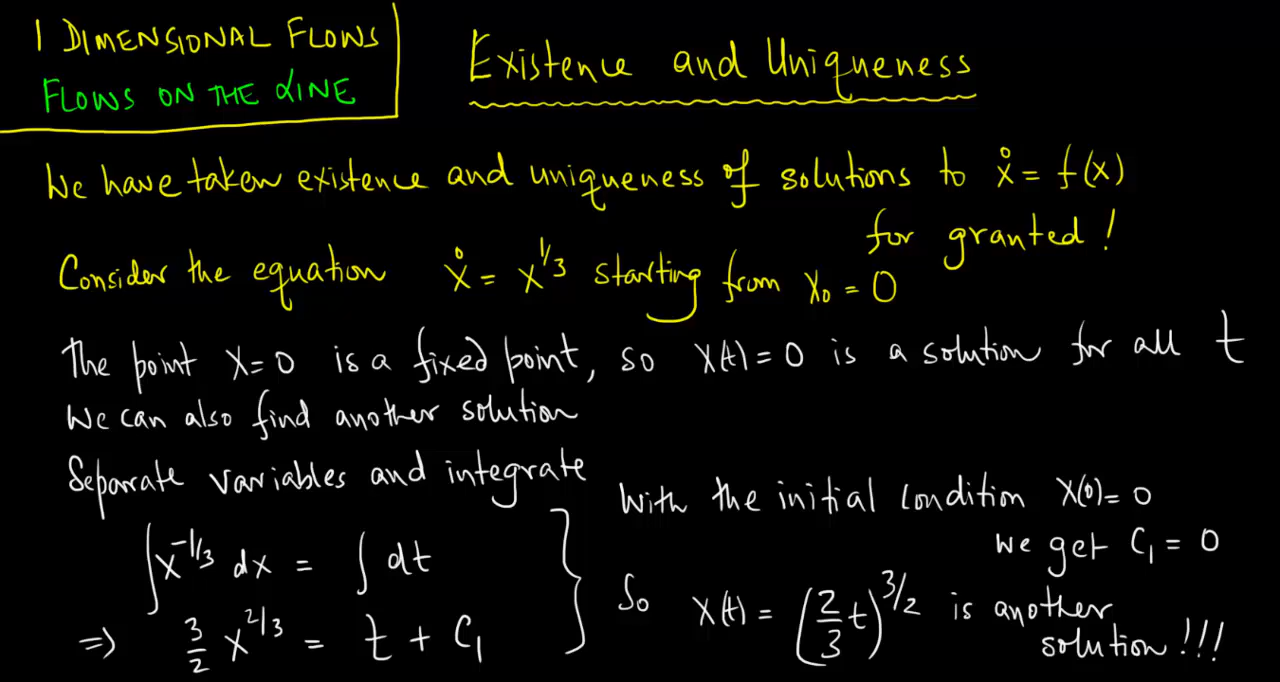 1 DIMENSIONAL FLOWS
FLOWS ON THE LINE
Existence and Uniqueness
We have taken existence and uniqueness of solutions to ẋ = f(x)
for granted!
Consider the equation ẋ = x^{1/3} starting from x₀ = 0
The point x=0 is a fixed point, so x(t) = 0 is a solution for all t
We can also find another solution
Separate variables and integrate
∫ x^{-1/3} dx = ∫ dt
⇒ 3/2 x^{2/3} = t + C₁
With the initial condition x(0) = 0
we get C₁ = 0
So x(t) = (2/3 t)^{3/2} is another
solution!!!